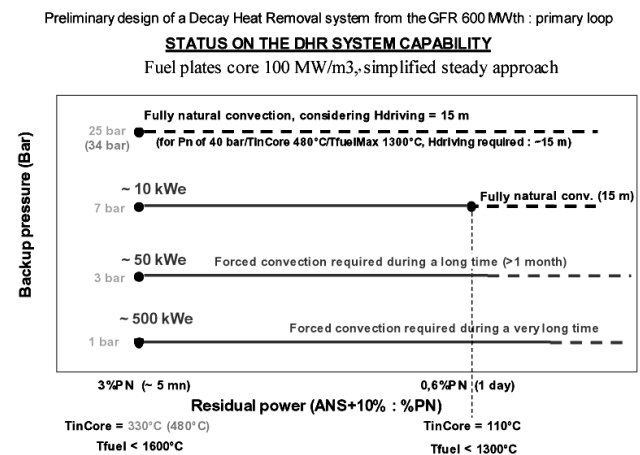 Preliminary design of a Decay Heat Removal system from the GFR 600 MWth : primary loop
STATUS ON THE DHR SYSTEM CAPABILITY
Fuel plates core 100 MW/m3, simplified steady approach
Backup pressure (Bar)
Fully natural convection, considering Hdriving = 15 m
25 bar
(34 bar)
(for Pn of 40 bar/TinCore 480°C/TfuelMax 1300°C, Hdriving required : ~15 m)
~ 10 kWe
Fully natural conv. (15 m)
7 bar
~ 50 kWe
Forced convection required during a long time (>1 month)
3 bar
~ 500 kWe
Forced convection required during a very long time
1 bar
3%PN (~ 5 mn)
0,6%PN (1 day)
Residual power (ANS+10% : %PN)
TinCore = 330°C (480°C)
TinCore = 110°C
Tfuel < 1600°C
Tfuel < 1300°C